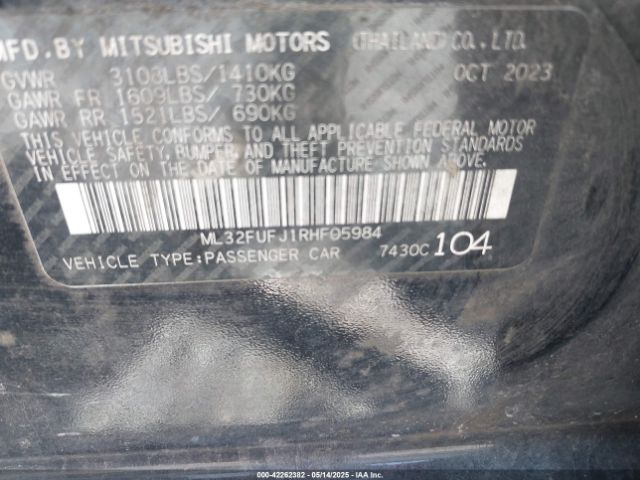 MFD. BY MITSUBISHI MOTORS (THAILAND) CO., LTD.
GVWR 3108LBS/1410KG OCT 2023
GAWR FR 1609LBS/ 730KG
GAWR RR 1521LBS/ 690KG
THIS VEHICLE CONFORMS TO ALL APPLICABLE FEDERAL MOTOR
VEHICLE SAFETY, BUMPER, AND THEFT PREVENTION STANDARDS
IN EFFECT ON THE DATE OF MANUFACTURE SHOWN ABOVE.
ML32FUFJ1RHF05984
VEHICLE TYPE:PASSENGER CAR 7430C 104
000-42262382 | 05/14/2025 | IAA Inc.